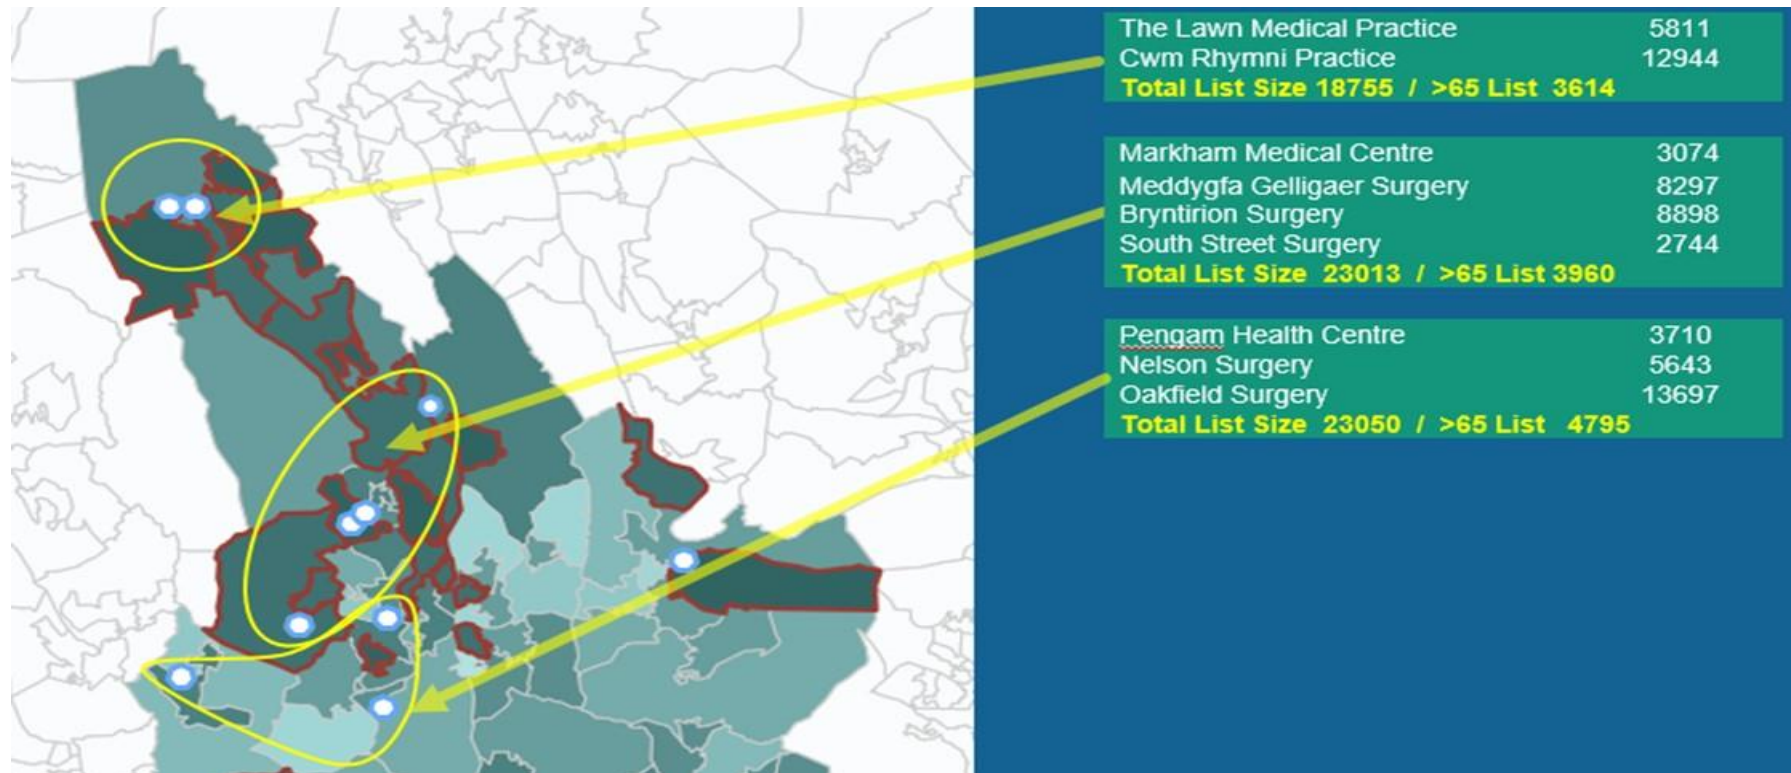 The Lawn Medical Practice 5811
Cwm Rhymni Practice 12944
Total List Size 18755 / >65 List 3614
Markham Medical Centre 3074
Meddygfa Gelligaer Surgery 8297
Bryntirion Surgery 8898
South Street Surgery 2744
Total List Size 23013 / >65 List 3960
Pengam Health Centre 3710
Nelson Surgery 5643
Oakfield Surgery 13697
Total List Size 23050 / >65 List 4795